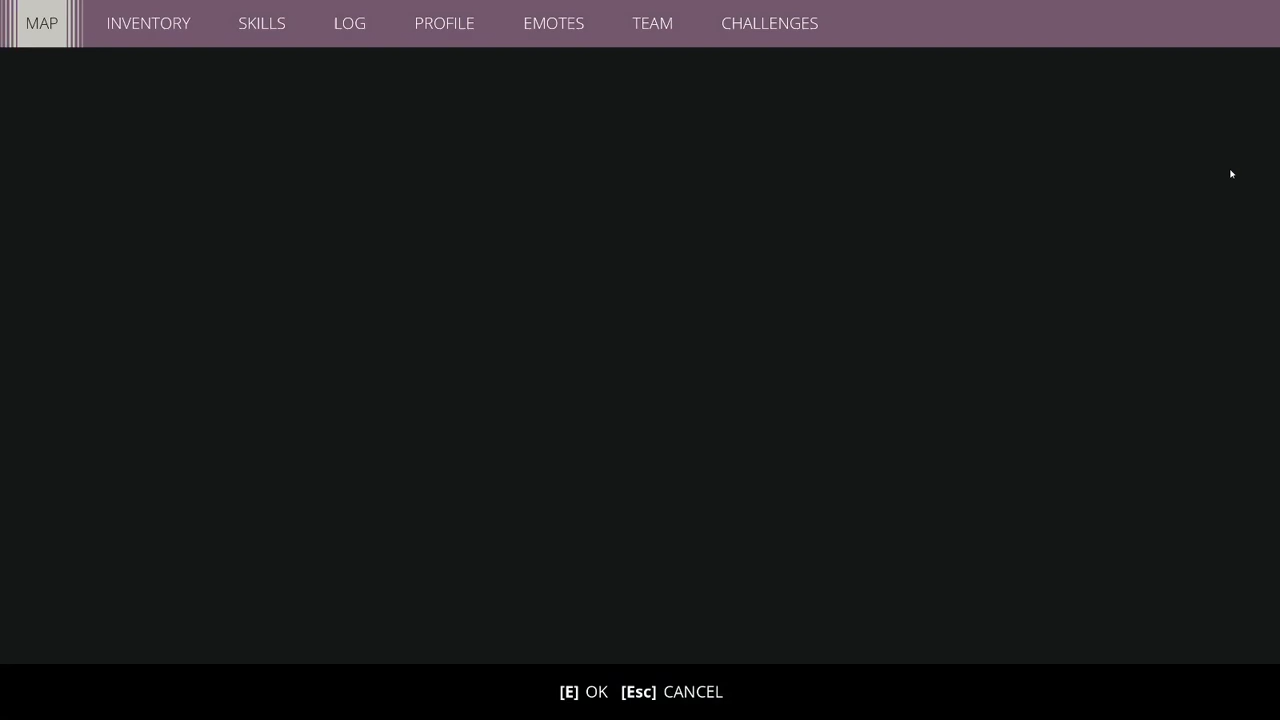 MAP INVENTORY SKILLS LOG PROFILE EMOTES TEAM CHALLENGES
[E] OK [Esc] CANCEL